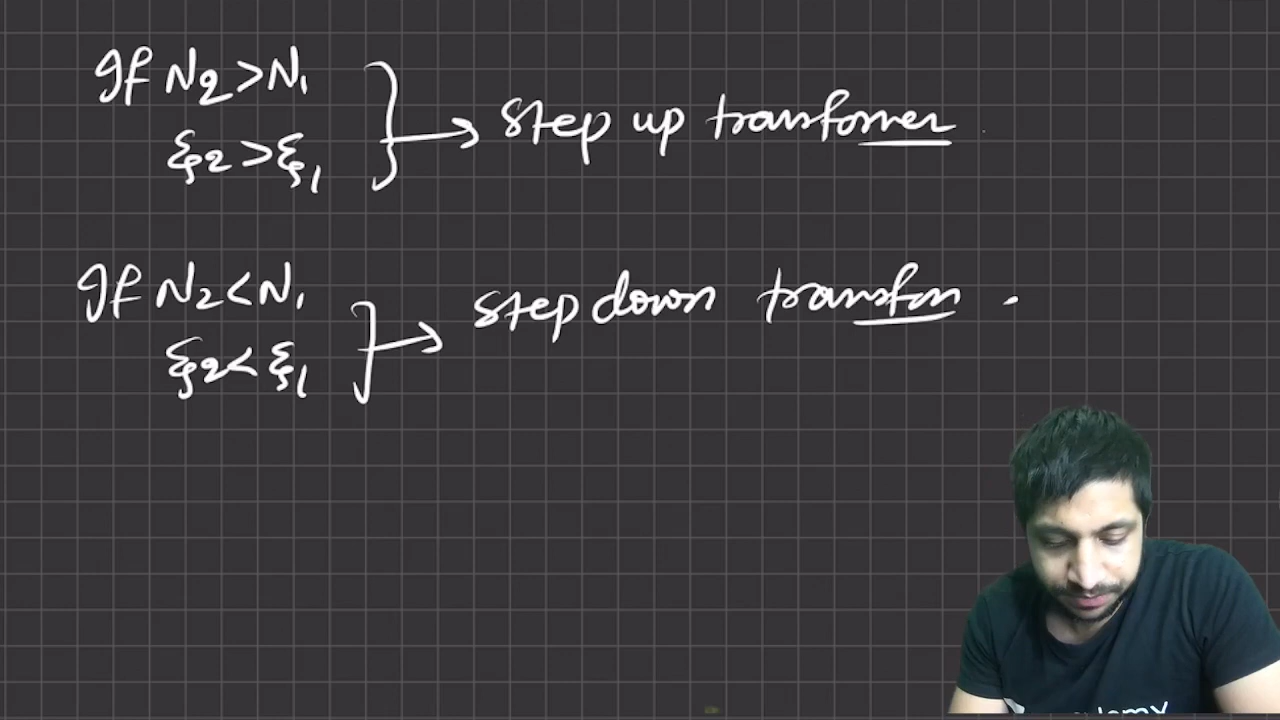 If N2>N1
ξ2>ξ1
→ step up transformer
If N2<N1
ξ2<ξ1
→ step down transfon .